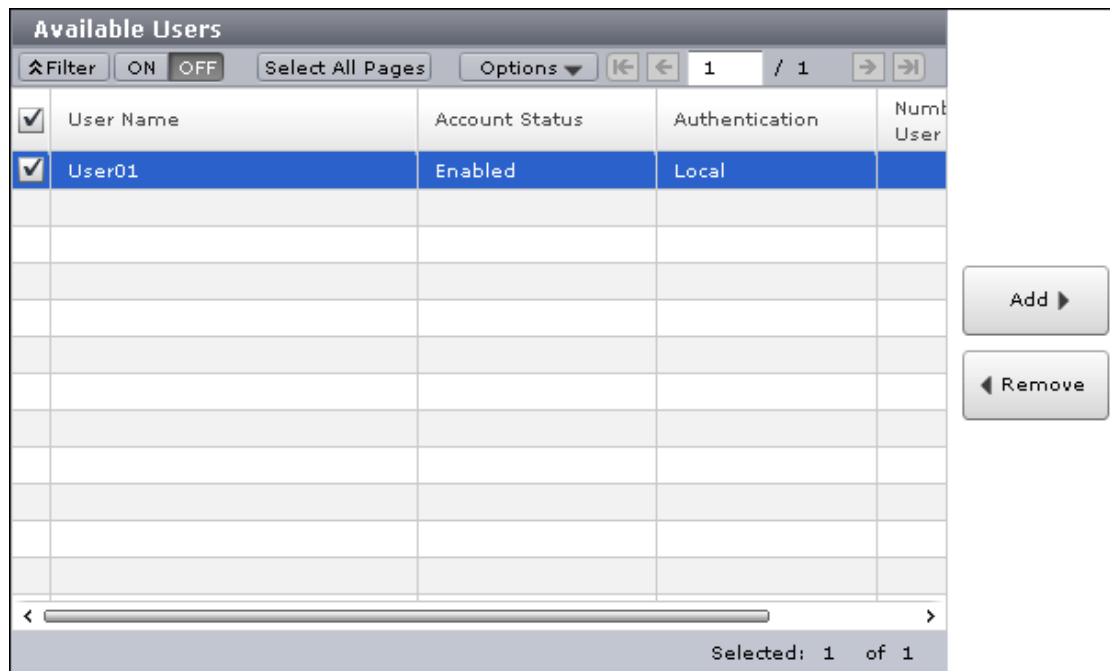 Available Users
Filter ON OFF Select All Pages Options 1 / 1
User Name Account Status Authentication
User
User01 Enabled Local
Add
Remove
Selected: 1 of 1